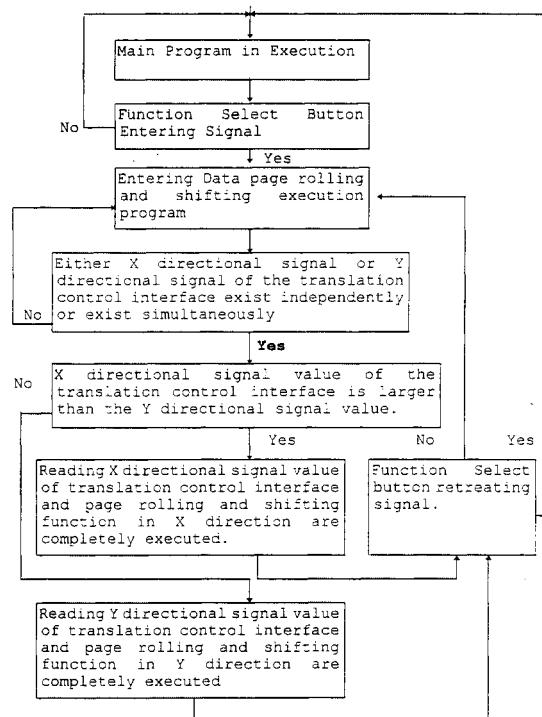 Main Program in Execution
Function Select Button
Entering Signal
No
Yes
Entering Data page rolling
and shifting execution
program
Either X directional signal or Y
directional signal of the translation
control interface exist independently
or exist simultaneously
No
Yes
No
X directional signal value of the
translation control interface is larger
than the Y directional signal value.
Yes
No
Yes
Reading X directional signal value
of translation control interface
and page rolling and shifting
function in X direction are
completely executed.
Function Select
button retreating
signal.
Reading Y directional signal value
of translation control interface
and page rolling and shifting
function in Y direction are
completely executed